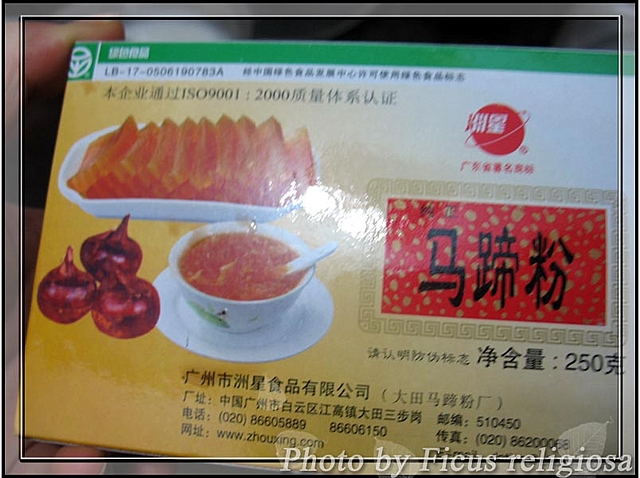 绿色食品
LB-17-0506190783A 经中国绿色食品发展中心许可使用绿色食品标志
本企业通过ISO9001：2000质量体系认证
洲星
广东省著名商标
马蹄粉
请认明防伪标志 净含量：250克
广州市洲星食品有限公司（大田马蹄粉厂）
厂址：中国广州市白云区江高镇大田三步岗 邮编：510450
电话：(020) 86605889 86606150 传真：(020) 86200068
网址：www.zhouxing.com
Photo by Ficus religiosa